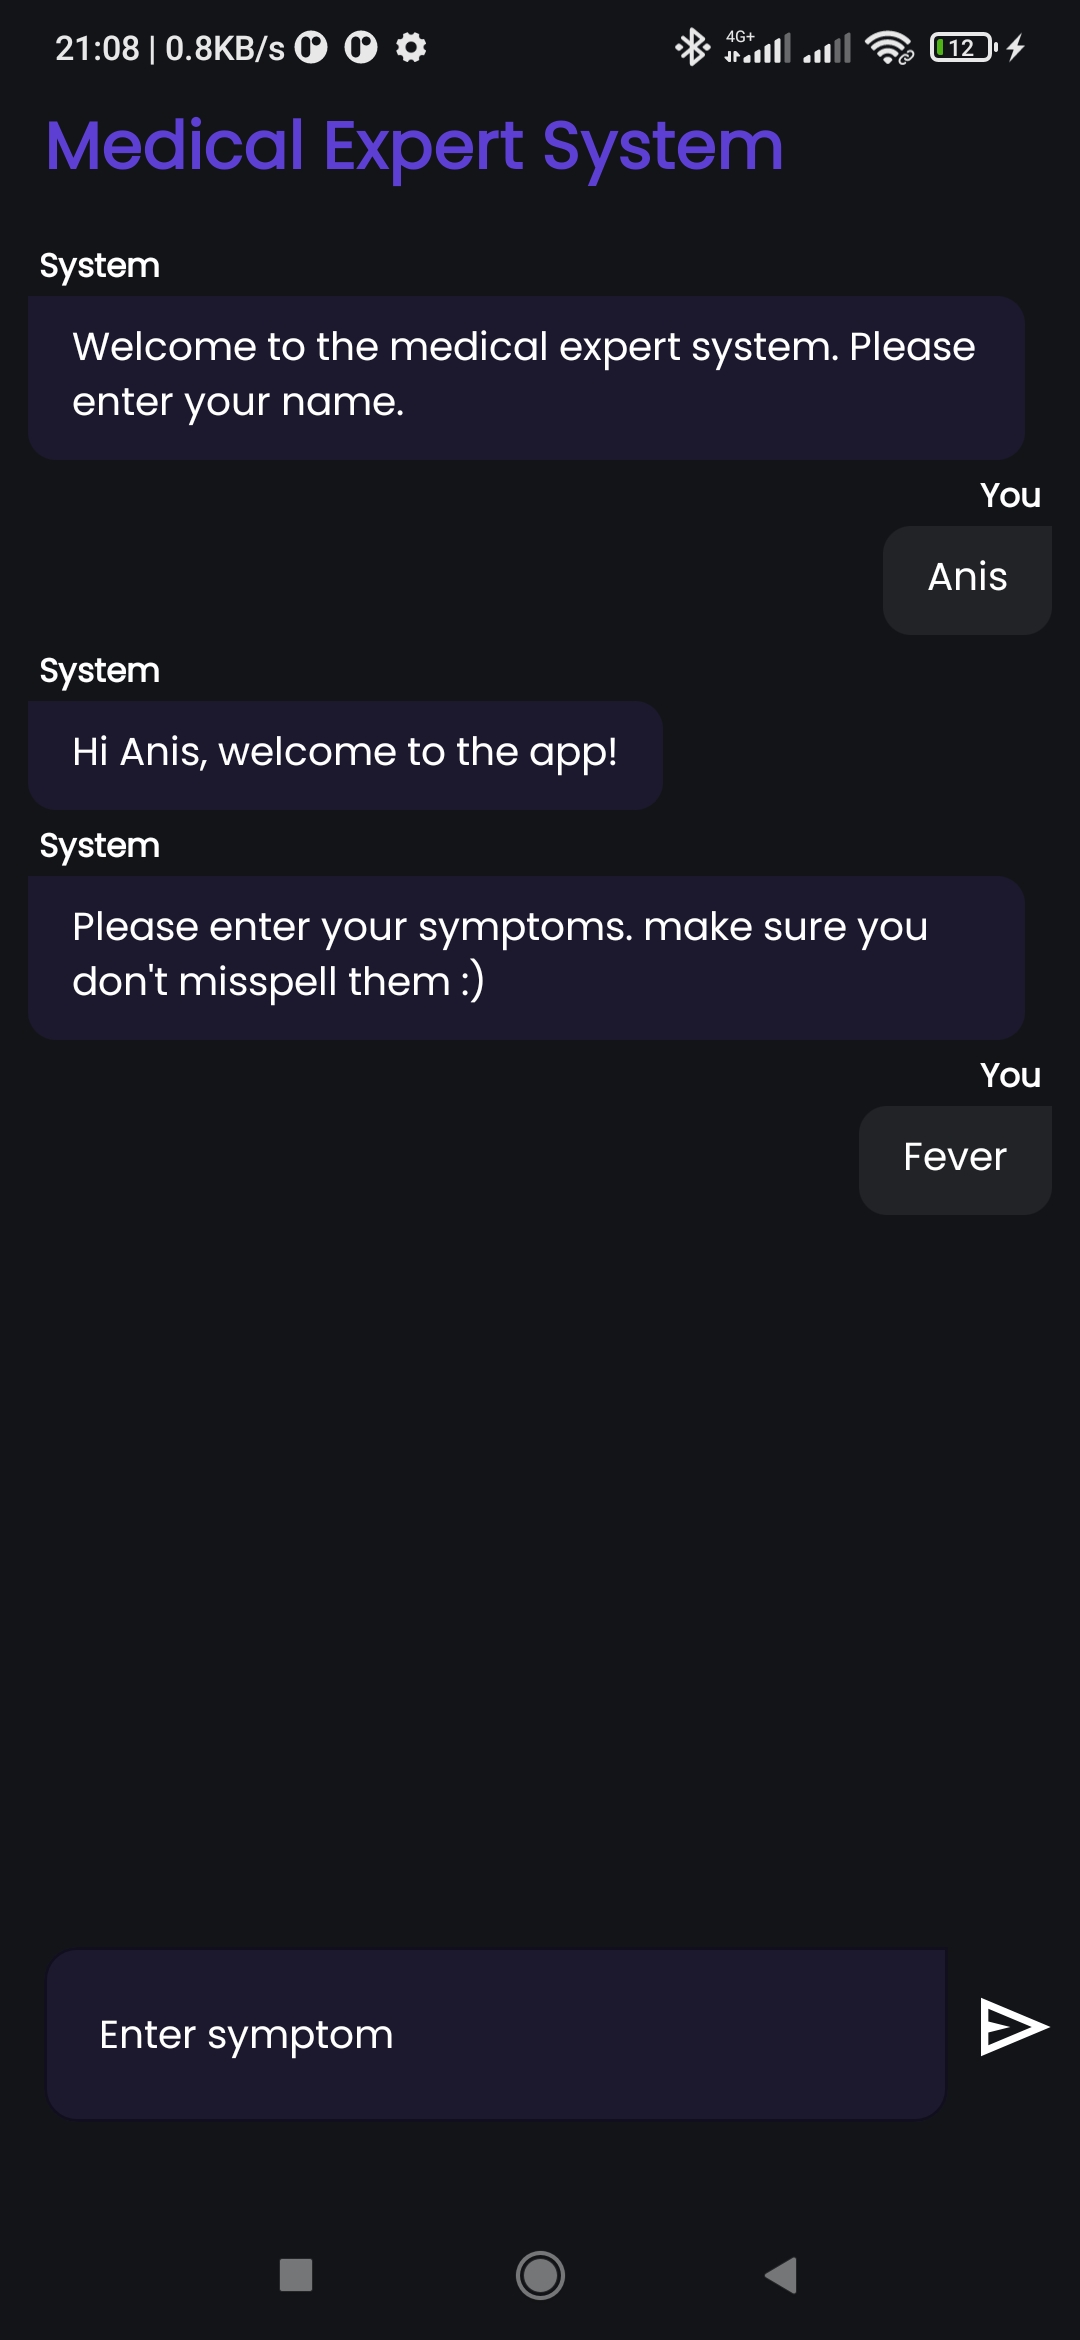 21:08 | 0.8KB/s
4G+
12
Medical Expert System
System
Welcome to the medical expert system. Please
enter your name.
You
Anis
System
Hi Anis, welcome to the app!
System
Please enter your symptoms. make sure you
don't misspell them :)
You
Fever
Enter symptom